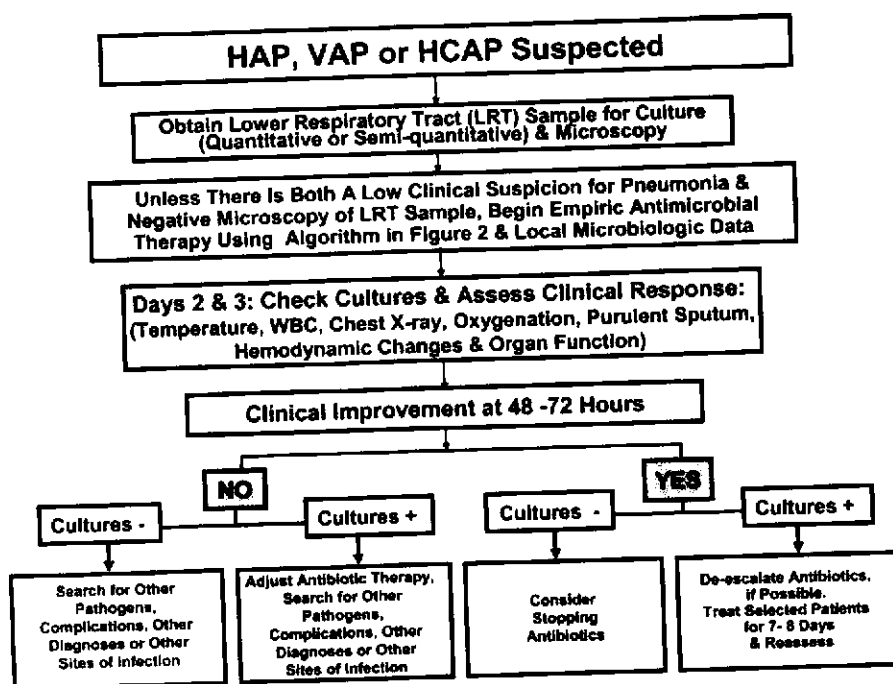 HAP, VAP or HCAP Suspected
Obtain Lower Respiratory Tract (LRT) Sample for Culture
(Quantitative or Semi-quantitative) & Microscopy
Unless There Is Both A Low Clinical Suspicion for Pneumonia &
Negative Microscopy of LRT Sample, Begin Empiric Antimicrobial
Therapy Using Algorithm in Figure 2 & Local Microbiologic Data
Days 2 & 3: Check Cultures & Assess Clinical Response:
(Temperature, WBC, Chest X-ray, Oxygenation, Purulent Sputum,
Hemodynamic Changes & Organ Function)
Clinical Improvement at 48 -72 Hours
NO
YES
Cultures -
Cultures +
Cultures -
Cultures +
Search for Other
Pathogens,
Complications, Other
Diagnoses or Other
Sites of Infection
Adjust Antibiotic Therapy,
Search for Other
Pathogens,
Complications, Other
Diagnoses or Other
Sites of Infection
Consider
Stopping
Antibiotics
De-escalate Antibiotics,
if Possible.
Treat Selected Patients
for 7- 8 Days
& Reassess